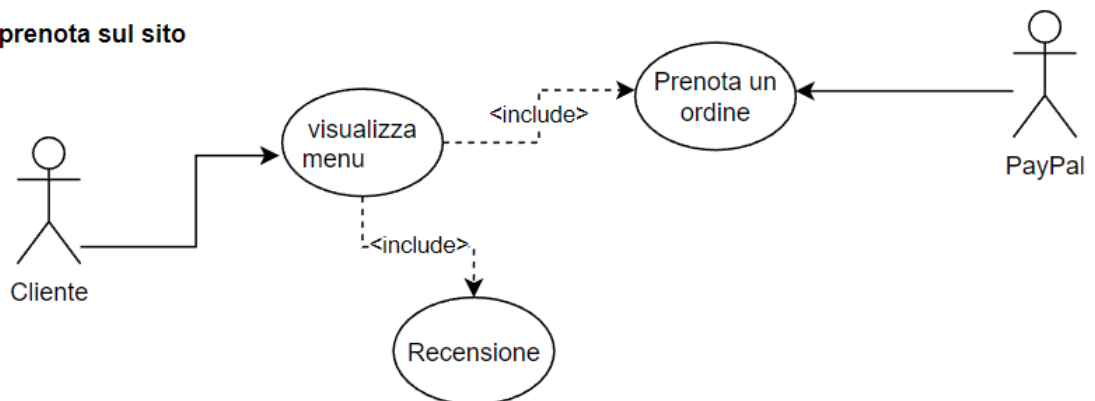 prenota sul sito
Prenota un
ordine
<include>
visualizza
menu
PayPal
<include>
Cliente
Recensione